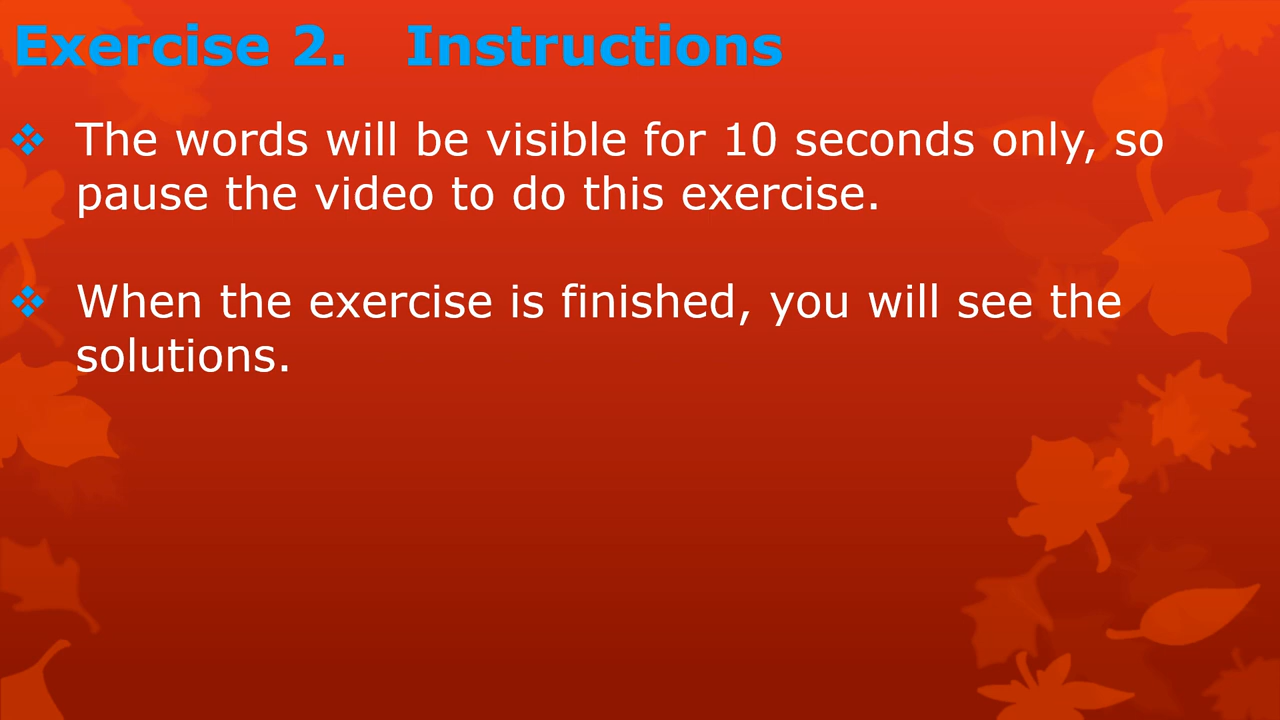 Exercise 2. Instructions
❖ The words will be visible for 10 seconds only, so
pause the video to do this exercise.
❖ When the exercise is finished, you will see the
solutions.